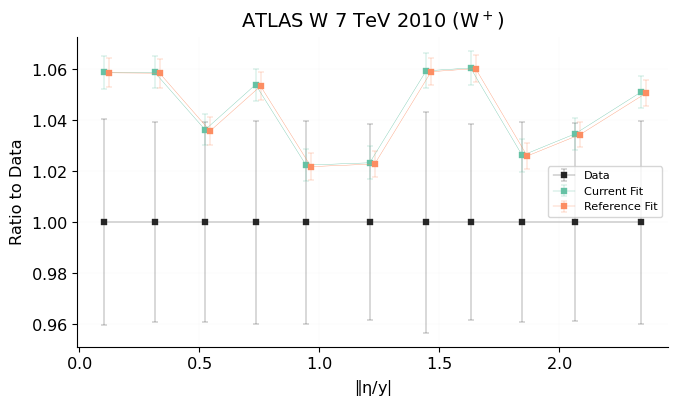 ATLAS W 7 TeV 2010 (W⁺)
Ratio to Data
1.06
1.04
1.02
1.00
0.98
0.96
Data
Current Fit
Reference Fit
0.0
0.5
1.0
1.5
2.0
‖η/y|